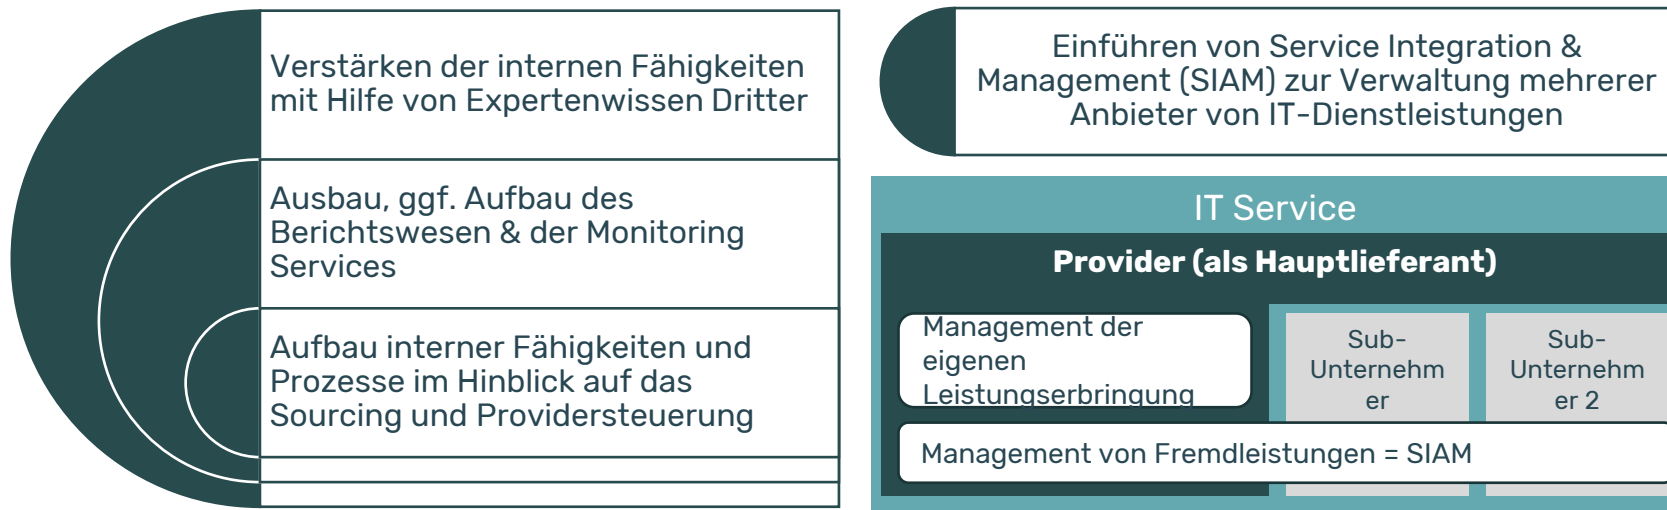 Verstärken der internen Fähigkeiten
mit Hilfe von Expertenwissen Dritter
Ausbau, ggf. Aufbau des
Berichtswesen & der Monitoring
Services
Aufbau interner Fähigkeiten und
Prozesse im Hinblick auf das
Sourcing und Providersteuerung
Einführen von Service Integration &
Management (SIAM) zur Verwaltung mehrerer
Anbieter von IT-Dienstleistungen
IT Service
Provider (als Hauptlieferant)
Management der
eigenen
Leistungserbringung
Sub-
Unternehm
er
Sub-
Unternehm
er 2
Management von Fremdleistungen = SIAM